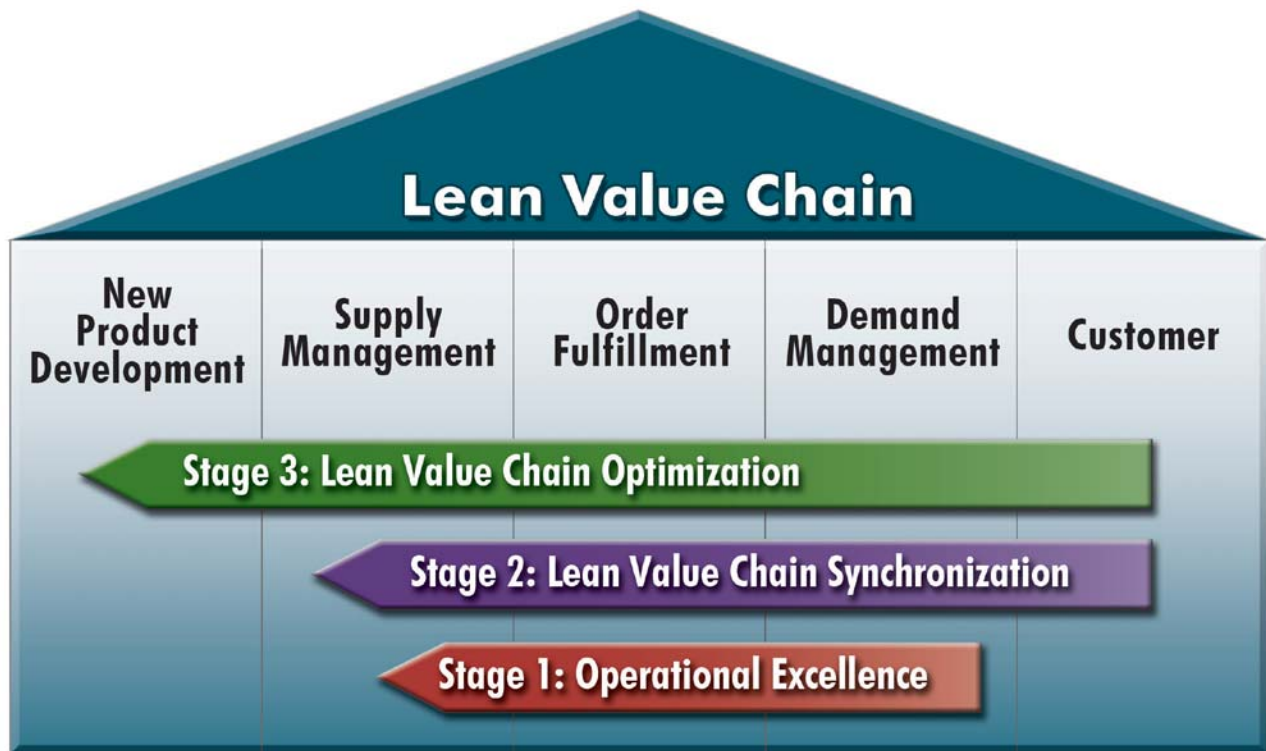 Lean Value Chain
New
Product
Development
Supply
Management
Order
Fulfillment
Demand
Management
Customer
Stage 3: Lean Value Chain Optimization
Stage 2: Lean Value Chain Synchronization
Stage 1: Operational Excellence